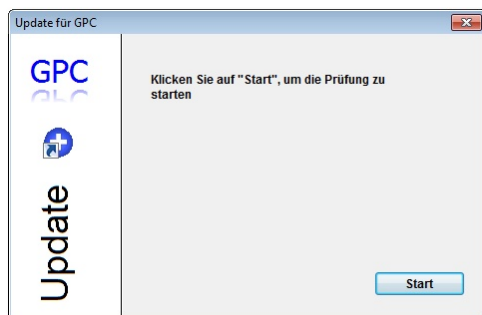 Update für GPC
GPC
Update
Klicken Sie auf "Start", um die Prüfung zu
starten
Start